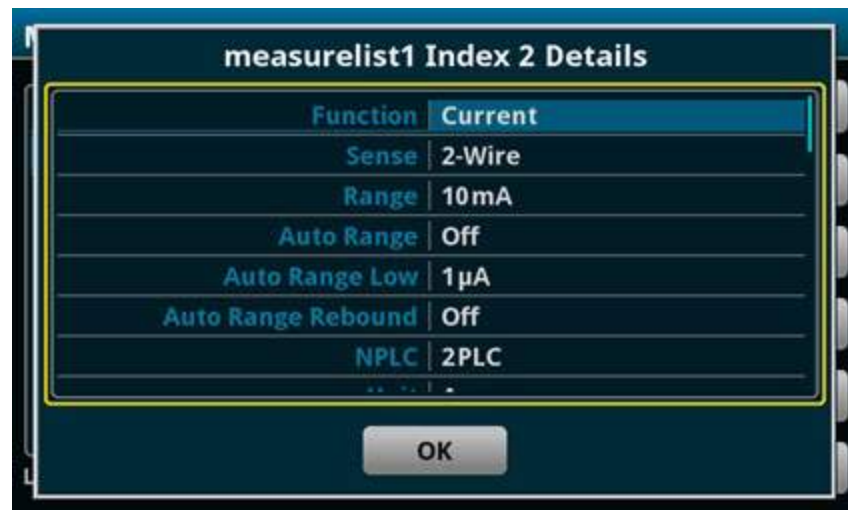 measurelist1 Index 2 Details
Function Current
Sense 2-Wire
Range 10mA
Auto Range Off
Auto Range Low 1µA
Auto Range Rebound Off
NPLC 2PLC
OK